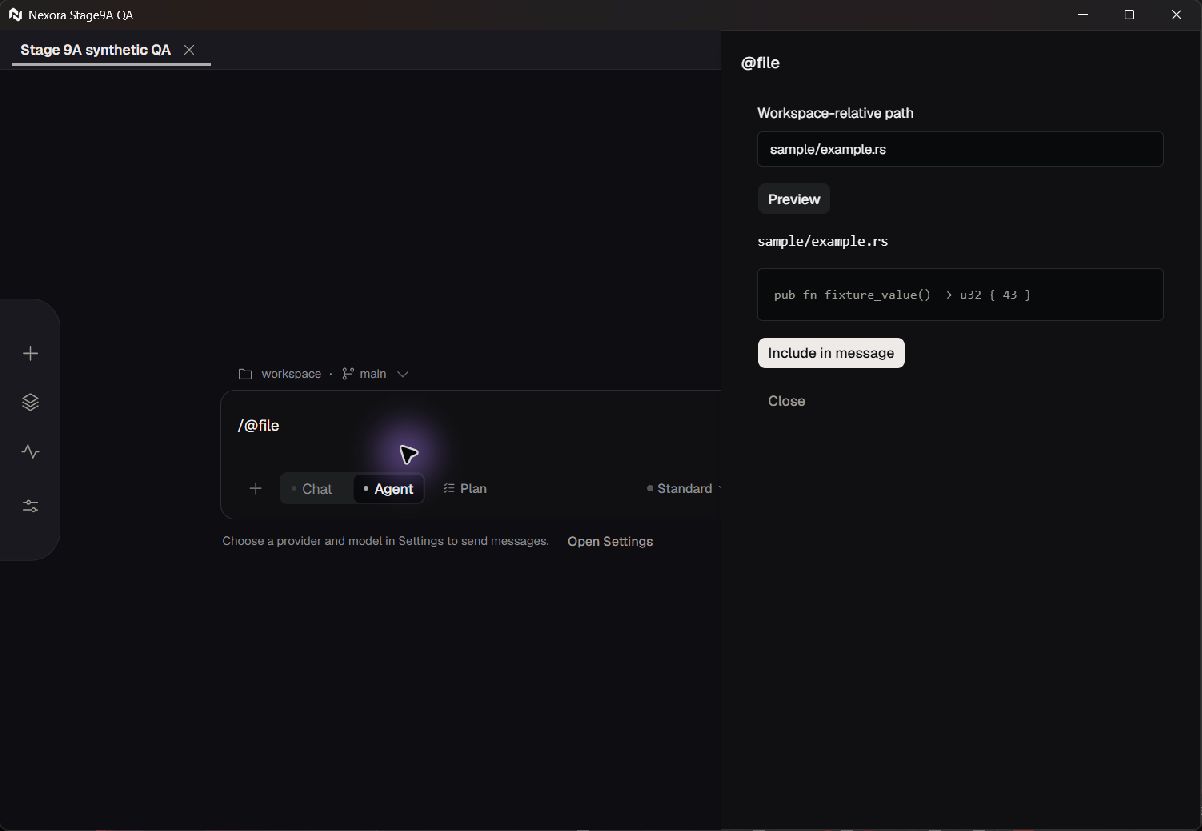 Nexora Stage9A QA
Stage 9A synthetic QA
@file
Workspace-relative path
sample/example.rs
Preview
sample/example.rs
pub fn fixture_value() > u32 { 43 }
Include in message
Close
workspace · main
/@file
Chat
Agent
Plan
Standard
Choose a provider and model in Settings to send messages.
Open Settings